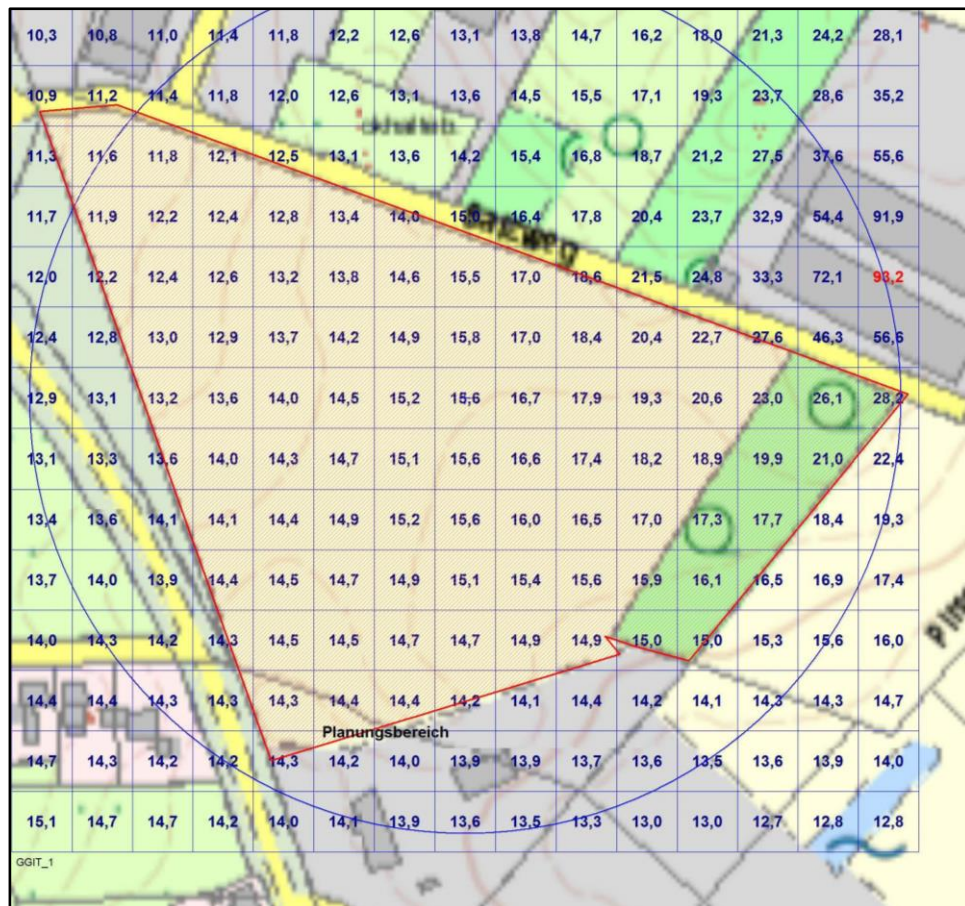 10,3 10,8 11,0 11,4 11,8 12,2 12,6 13,1 13,8 14,7 16,2 18,0 21,3 24,2 28,1
10,9 11,2 11,4 11,8 12,0 12,6 13,1 13,6 14,5 15,5 17,1 19,3 23,7 28,6 35,2
11,3 11,6 11,8 12,1 12,5 13,1 13,6 14,2 15,4 16,8 18,7 21,2 27,5 37,6 55,6
11,7 11,9 12,2 12,4 12,8 13,4 14,0 15,0 16,4 17,8 20,4 23,7 32,9 54,4 91,9
12,0 12,2 12,4 12,6 13,2 13,8 14,6 15,5 17,0 18,6 21,5 24,8 33,3 72,1 93,2
12,4 12,8 13,0 12,9 13,7 14,2 14,9 15,8 17,0 18,4 20,4 22,7 27,6 46,3 56,6
12,9 13,1 13,2 13,6 14,0 14,5 15,2 15,6 16,7 17,9 19,3 20,6 23,0 26,1 28,2
13,1 13,3 13,6 14,0 14,3 14,7 15,1 15,6 16,6 17,4 18,2 18,9 19,9 21,0 22,4
13,4 13,6 14,1 14,1 14,4 14,9 15,2 15,6 16,0 16,5 17,0 17,3 17,7 18,4 19,3
13,7 14,0 13,9 14,4 14,5 14,7 14,9 15,1 15,4 15,6 15,9 16,1 16,5 16,9 17,4
14,0 14,3 14,2 14,3 14,5 14,5 14,7 14,7 14,9 14,9 15,0 15,0 15,3 15,6 16,0
14,4 14,4 14,3 14,3 14,3 14,4 14,4 14,2 14,1 14,4 14,2 14,1 14,3 14,3 14,7
Planungsbereich
14,7 14,3 14,2 14,2 14,3 14,2 14,0 13,9 13,9 13,7 13,6 13,5 13,6 13,9 14,0
15,1 14,7 14,7 14,2 14,0 14,1 13,9 13,6 13,5 13,3 13,0 13,0 12,7 12,8 12,8
GGIT_1